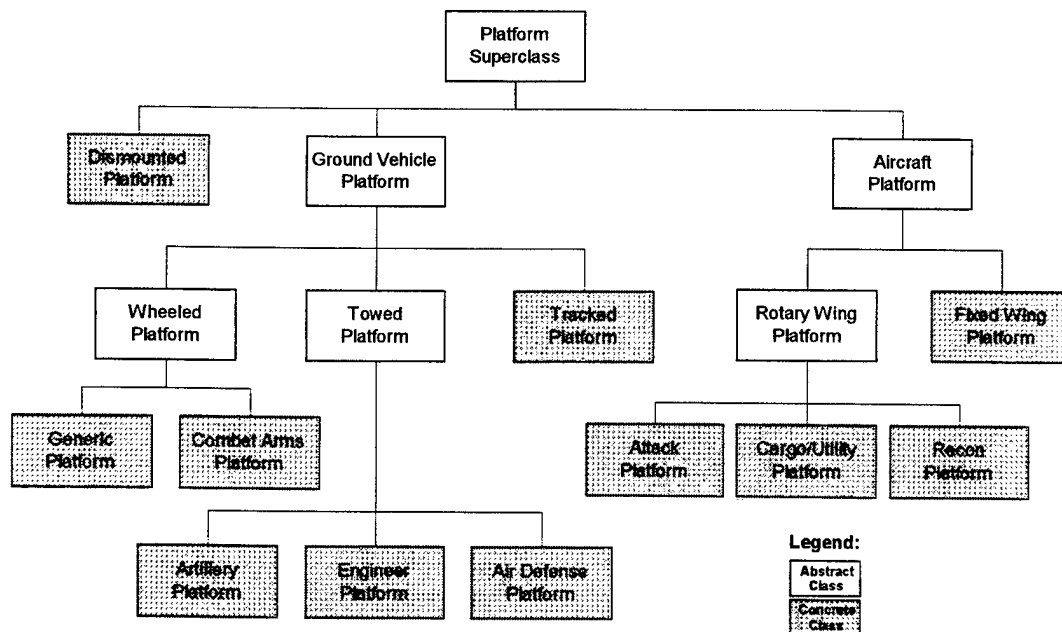 Platform
Superclass
Dismounted
Platform
Ground Vehicle
Platform
Aircraft
Platform
Wheeled
Platform
Towed
Platform
Tracked
Platform
Rotary Wing
Platform
Fixed Wing
Platform
Generic
Platform
Combat Arms
Platform
Attack
Platform
Cargo/Utility
Platform
Recon
Platform
Artillery
Platform
Engineer
Platform
Air Defense
Platform
Legend:
Abstract
Class
Concrete
Class